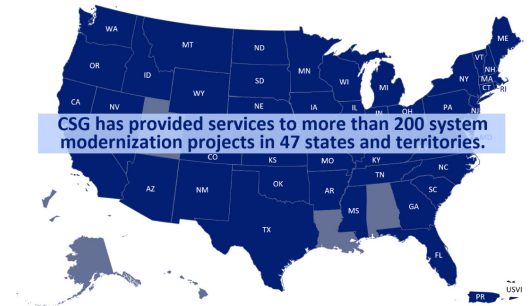 WA
ME
MT
ND
VT
OR
MN
NH
ID
SD
WI
NY
MA
WY
MI
CT
RI
CA
NV
NE
IA
PA
IL
OH
CSG has provided services to more than 200 system
modernization projects in 47 states and territories.
CO
KS
MO
KY
NC
TN
AZ
NM
OK
AR
SC
MS
GA
TX
FL
USVI
PR